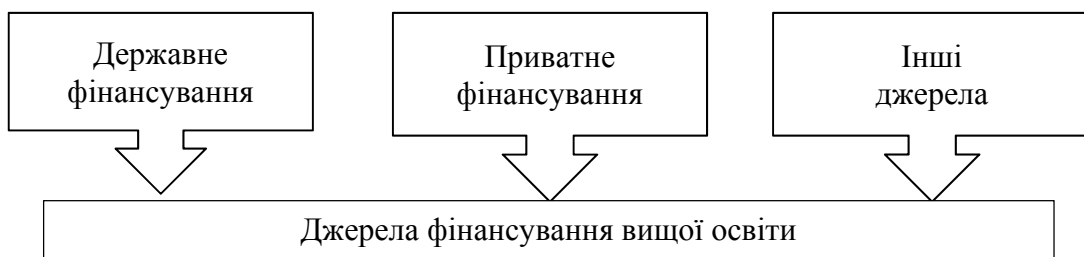 Державне
фінансування
Приватне
фінансування
Інші
джерела
Джерела фінансування вищої освіти